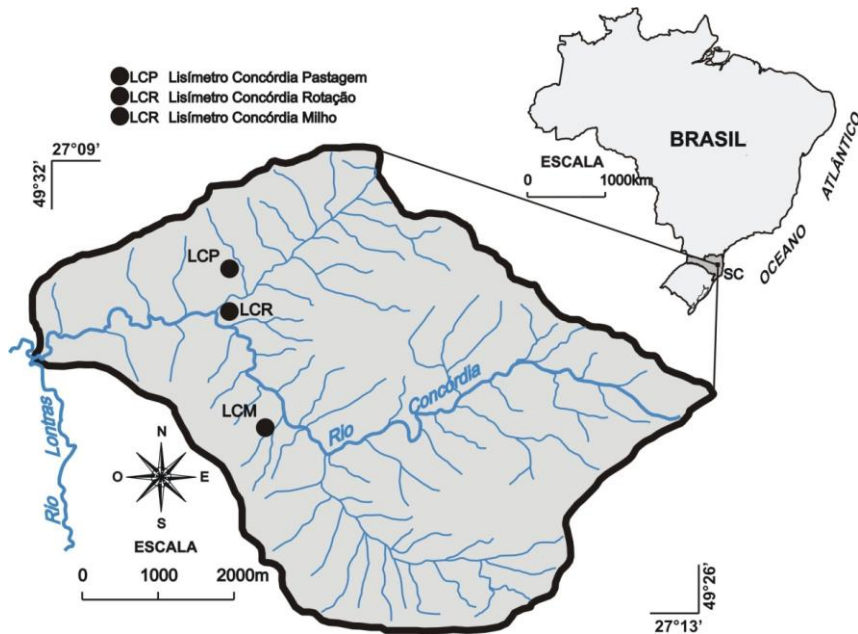 LCP Lisímetro Concórdia Pastagem
LCR Lisímetro Concórdia Rotação
LCR Lisímetro Concórdia Milho
27°09'
49°32'
BRASIL
ESCALA
0 1000km
OCEANO ATLÂNTICO
SC
LCP
LCR
LCM
Rio Concórdia
Rio Lontras
N
O E
S
ESCALA
0 1000 2000m
49°26'
27°13'